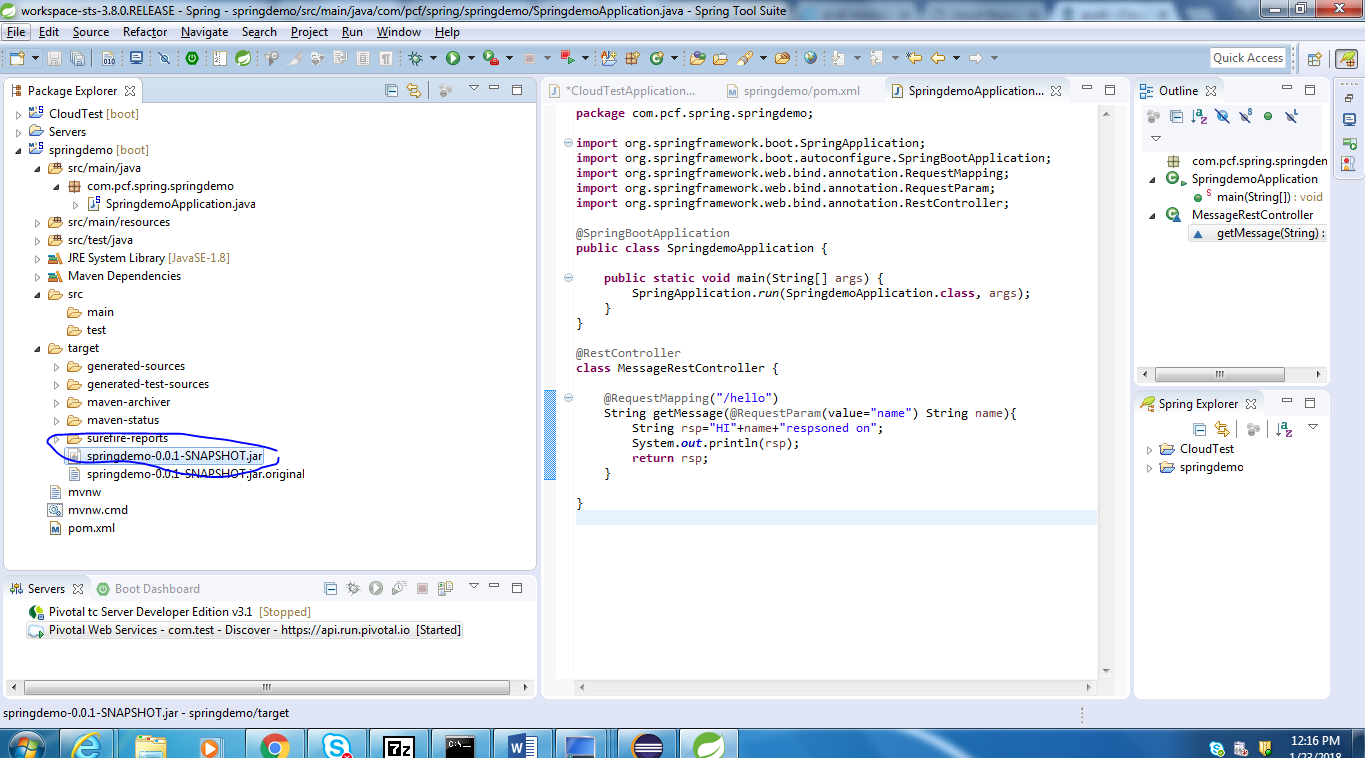 workspace-sts-3.8.0.RELEASE - Spring - springdemo/src/main/java/com/pcf/spring/springdemo/SpringdemoApplication.java - Spring Tool Suite
File Edit Source Refactor Navigate Search Project Run Window Help
Quick Access
Package Explorer
CloudTest [boot]
Servers
springdemo [boot]
src/main/java
com.pcf.spring.springdemo
SpringdemoApplication.java
src/main/resources
src/test/java
JRE System Library [JavaSE-1.8]
Maven Dependencies
src
main
test
target
generated-sources
generated-test-sources
maven-archiver
maven-status
surefire-reports
springdemo-0.0.1-SNAPSHOT.jar
springdemo-0.0.1-SNAPSHOT.jar.original
mvnw
mvnw.cmd
pom.xml
Servers Boot Dashboard
Pivotal tc Server Developer Edition v3.1 [Stopped]
Pivotal Web Services - com.test - Discover - https://api.run.pivotal.io [Started]
*CloudTestApplication... springdemo/pom.xml SpringdemoApplication...
package com.pcf.spring.springdemo;
import org.springframework.boot.SpringApplication;
import org.springframework.boot.autoconfigure.SpringBootApplication;
import org.springframework.web.bind.annotation.RequestMapping;
import org.springframework.web.bind.annotation.RequestParam;
import org.springframework.web.bind.annotation.RestController;
@SpringBootApplication
public class SpringdemoApplication {
public static void main(String[] args) {
SpringApplication.run(SpringdemoApplication.class, args);
}
}
@RestController
class MessageRestController {
@RequestMapping("/hello")
String getMessage(@RequestParam(value="name") String name){
String rsp="HI"+name+"respsoned on";
System.out.println(rsp);
return rsp;
}
}
Outline
com.pcf.spring.springden
SpringdemoApplication
main(String[]) : void
MessageRestController
getMessage(String) :
Spring Explorer
CloudTest
springdemo
springdemo-0.0.1-SNAPSHOT.jar - springdemo/target
12:16 PM
1/23/2018